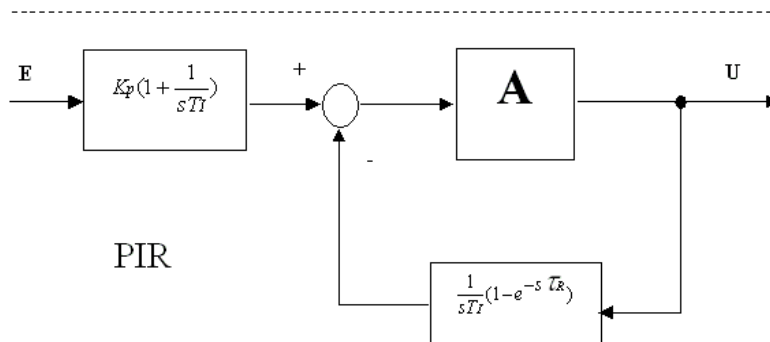 E
Kp(1 + 1/sTI)
+
A
U
-
PIR
1/sTI (1 - e^(-s τR))